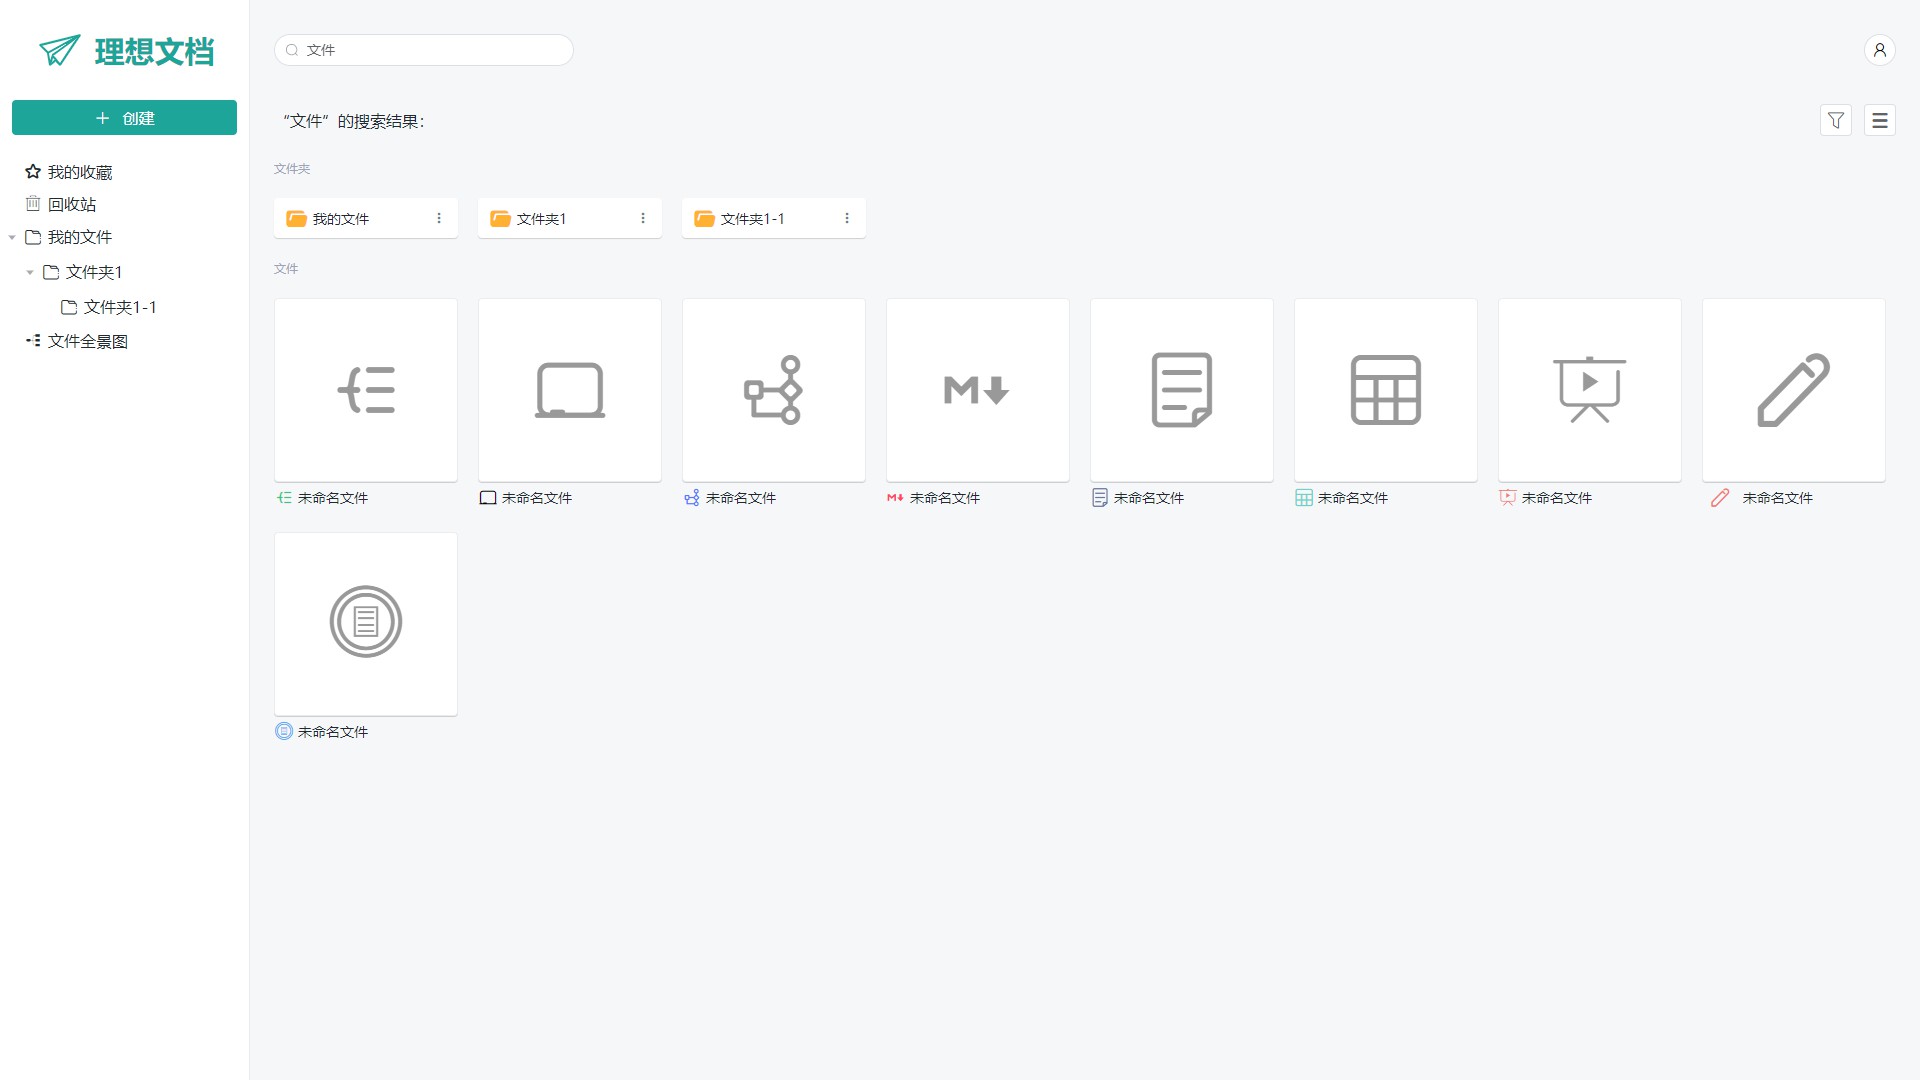 理想文档
创建
我的收藏
回收站
我的文件
文件夹1
文件夹1-1
文件全景图
文件
“文件”的搜索结果：
文件夹
我的文件
文件夹1
文件夹1-1
文件
M
未命名文件
未命名文件
未命名文件
未命名文件
未命名文件
未命名文件
未命名文件
未命名文件
未命名文件